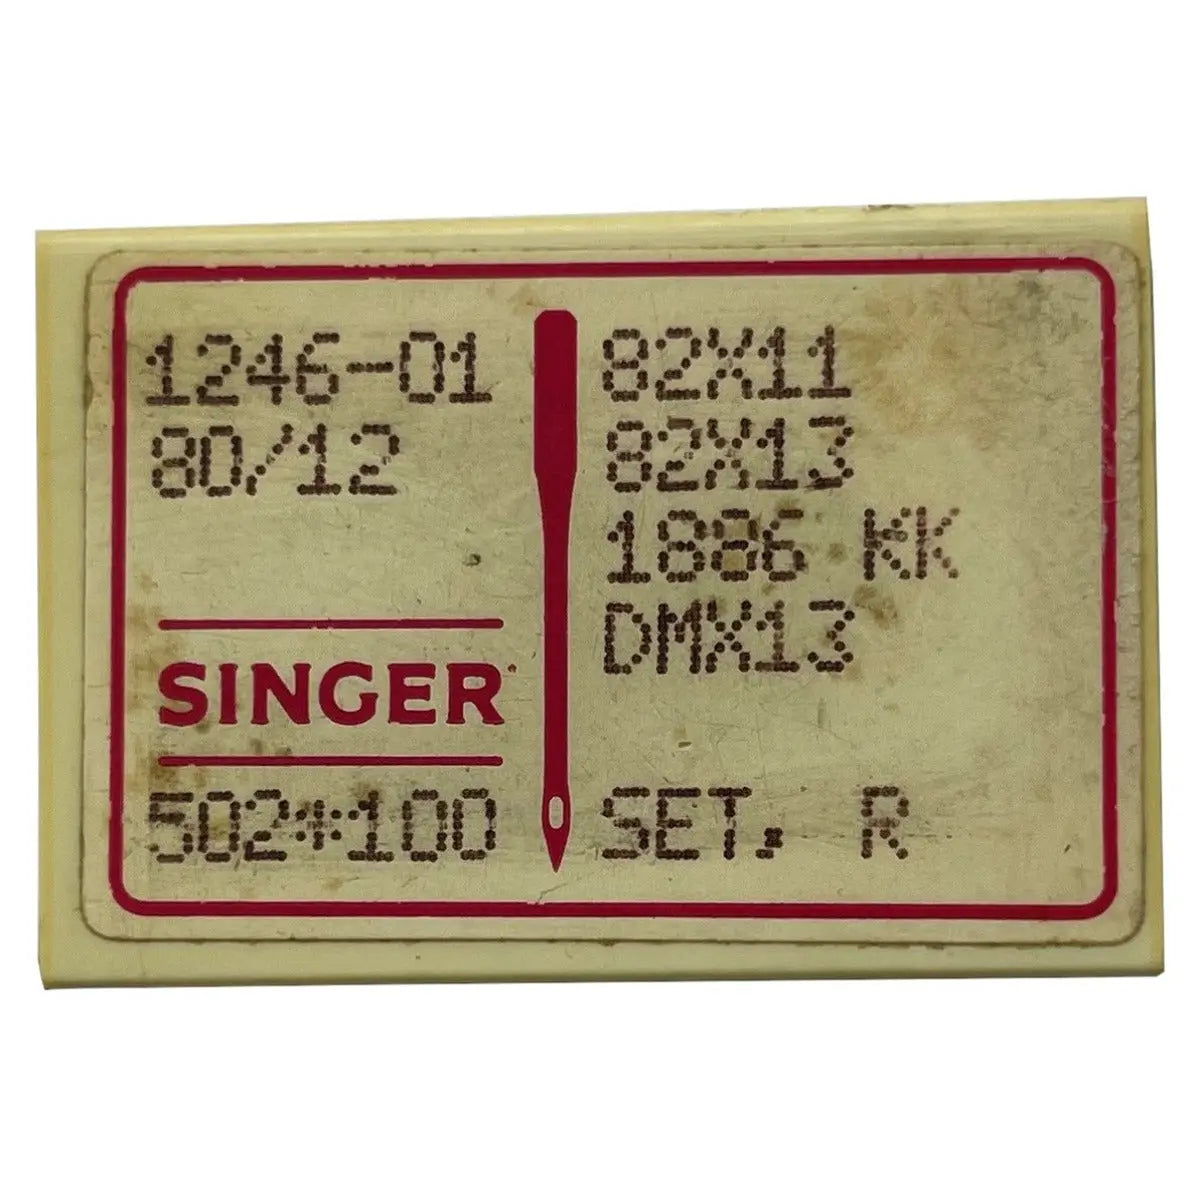 1246-01
80/12
SINGER
502*100
82X11
82X13
1886 KK
DMX13
SET, R